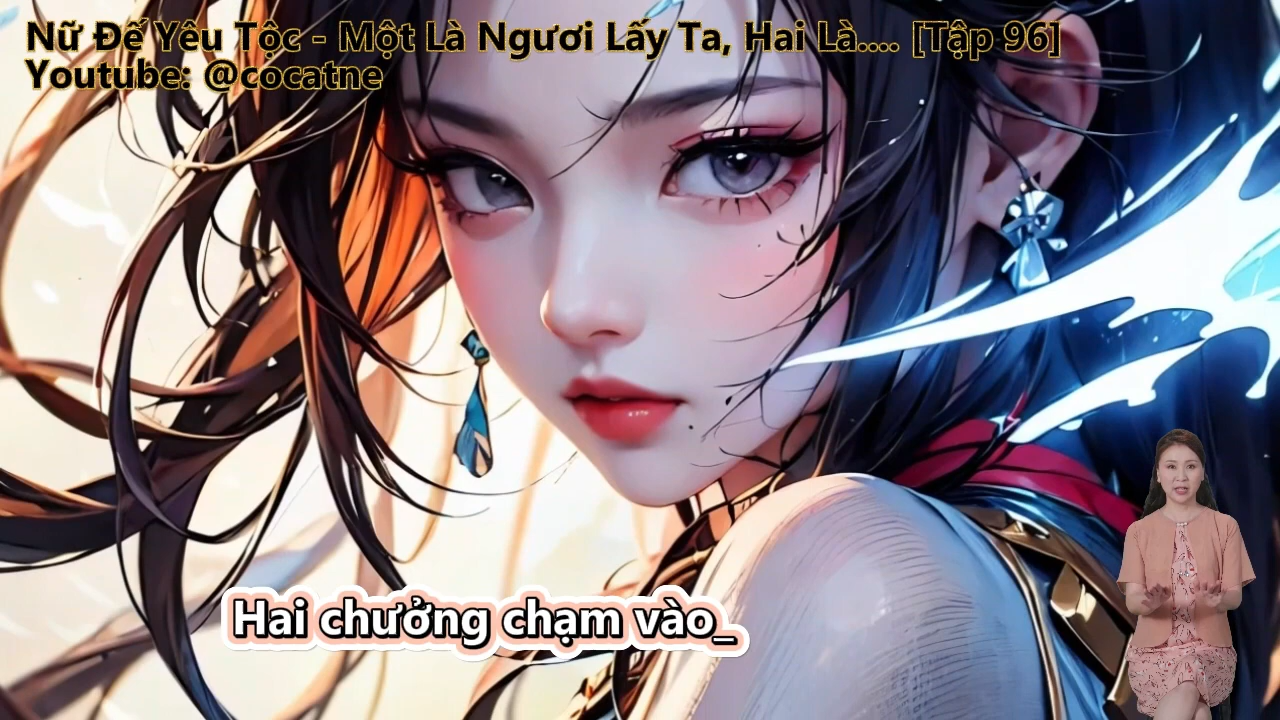 Nữ Đế Yêu Tộc - Một Là Ngươi Lấy Ta, Hai Là.... [Tập 96]
Youtube: @cocatne
Hai chưởng chạm vào_